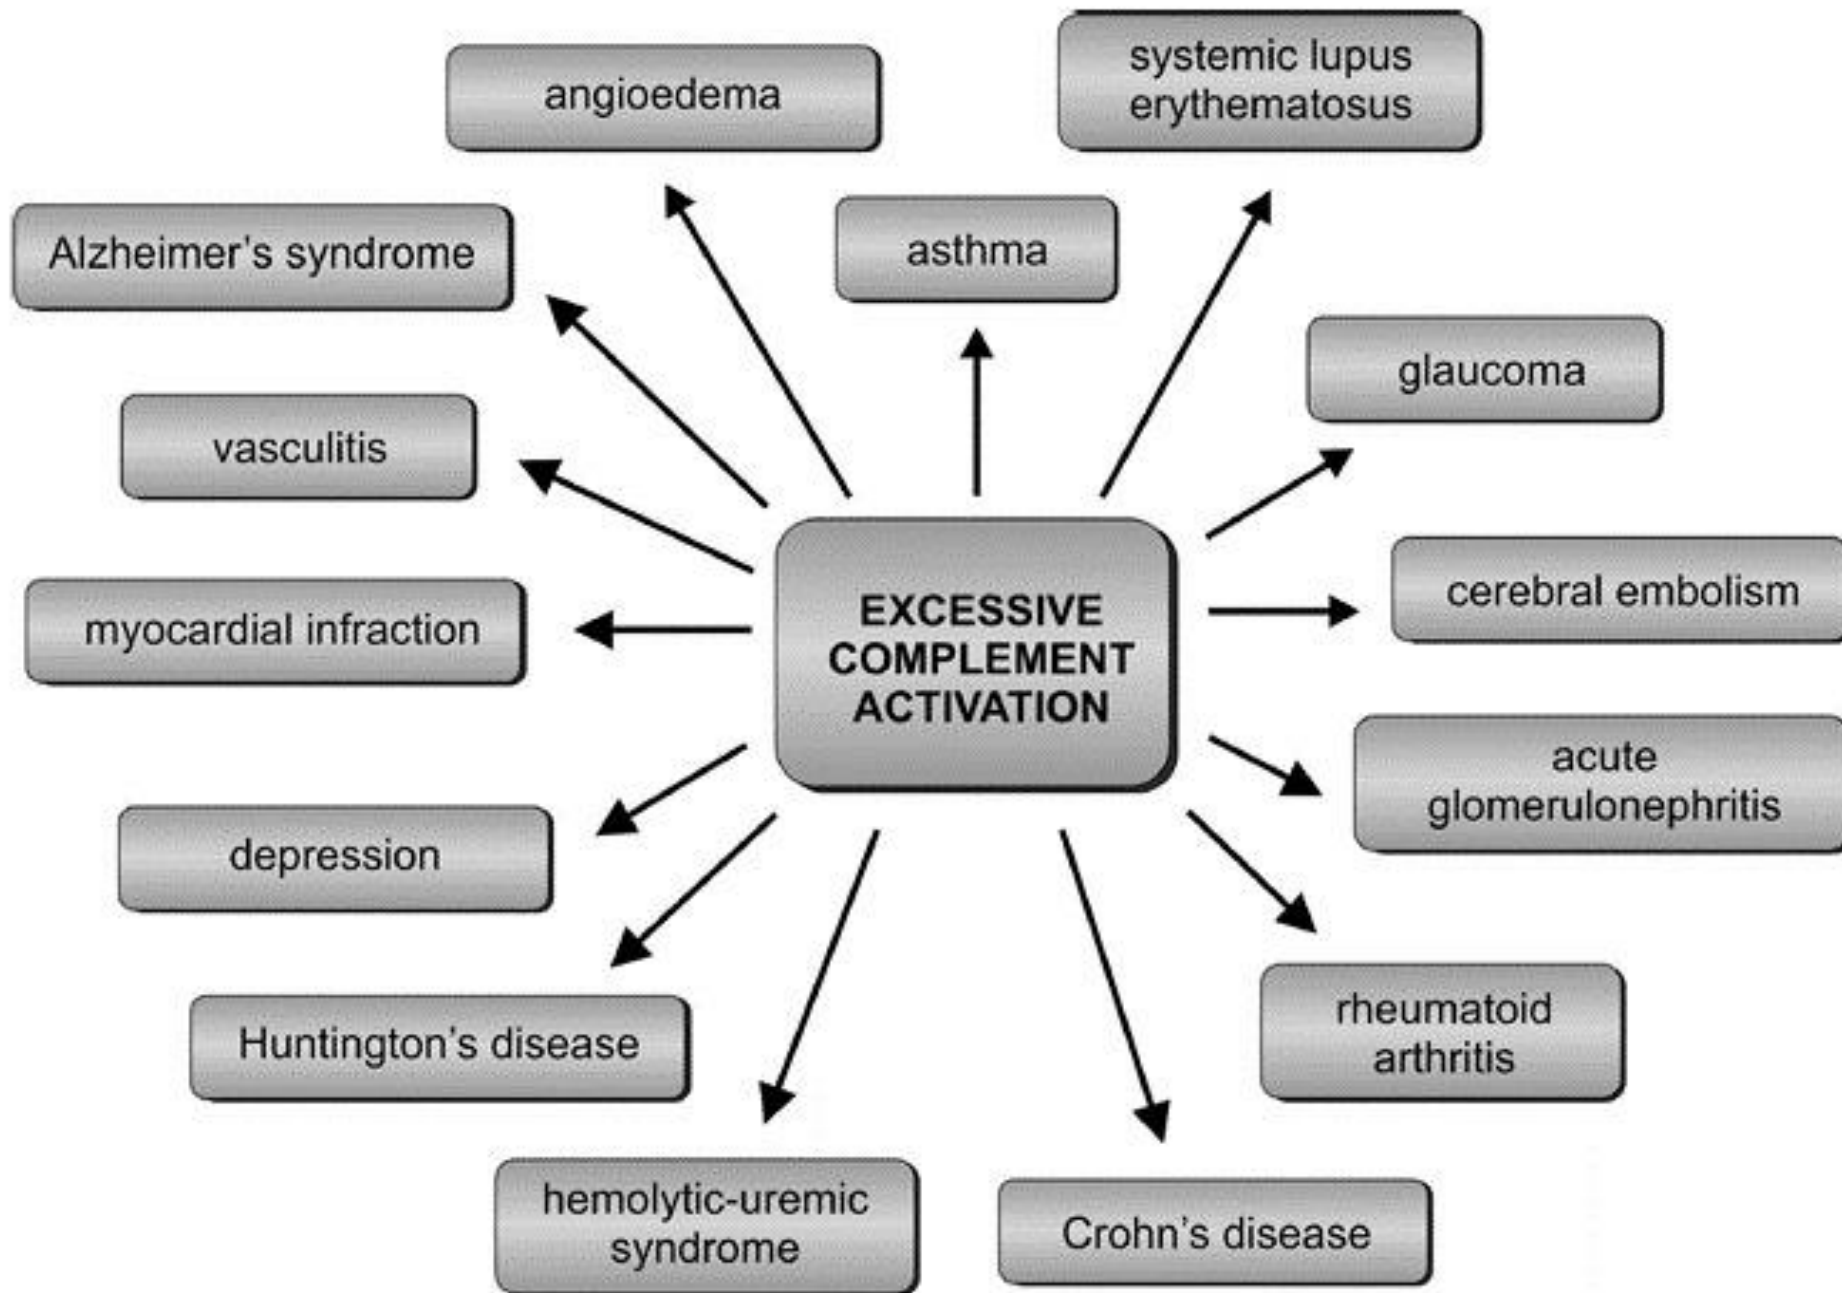 angioedema
systemic lupus
erythematosus
Alzheimer's syndrome
asthma
glaucoma
vasculitis
EXCESSIVE
COMPLEMENT
ACTIVATION
cerebral embolism
myocardial infraction
acute
glomerulonephritis
depression
rheumatoid
arthritis
Huntington's disease
hemolytic-uremic
syndrome
Crohn's disease